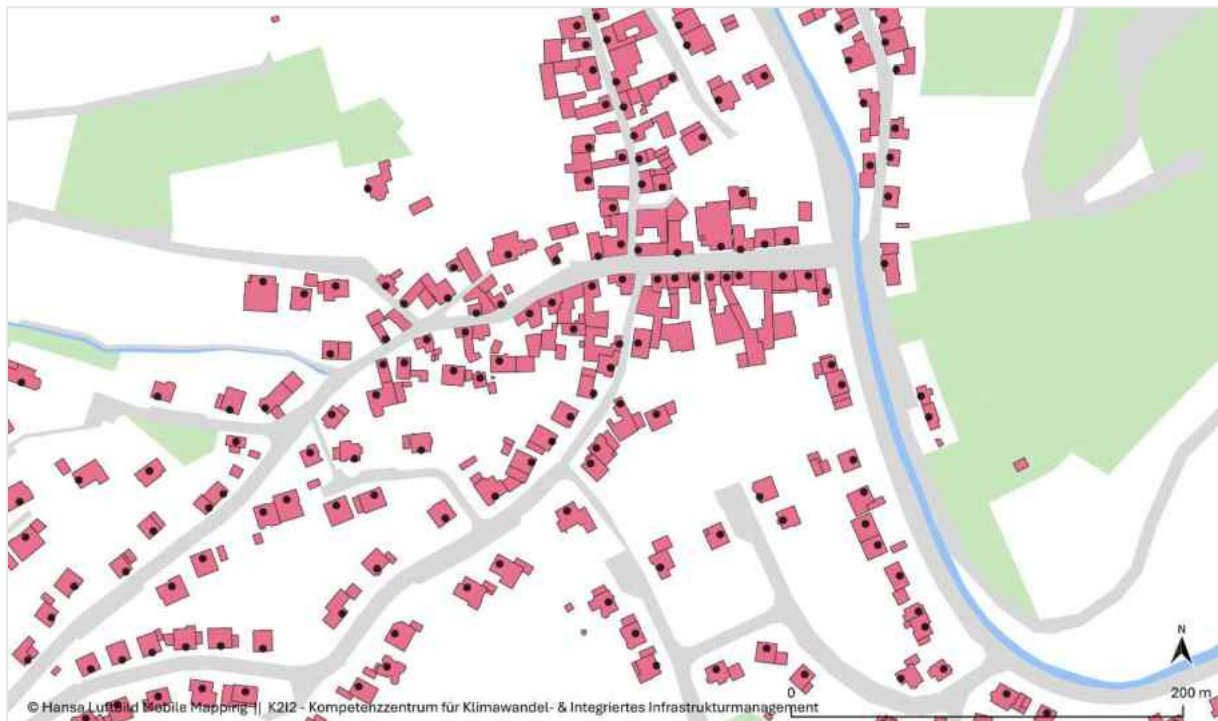 N
0
200 m
© Hansa Luftbild Mobile Mapping || K2I2 - Kompetenzzentrum für Klimawandel- & Integriertes Infrastrukturmanagement